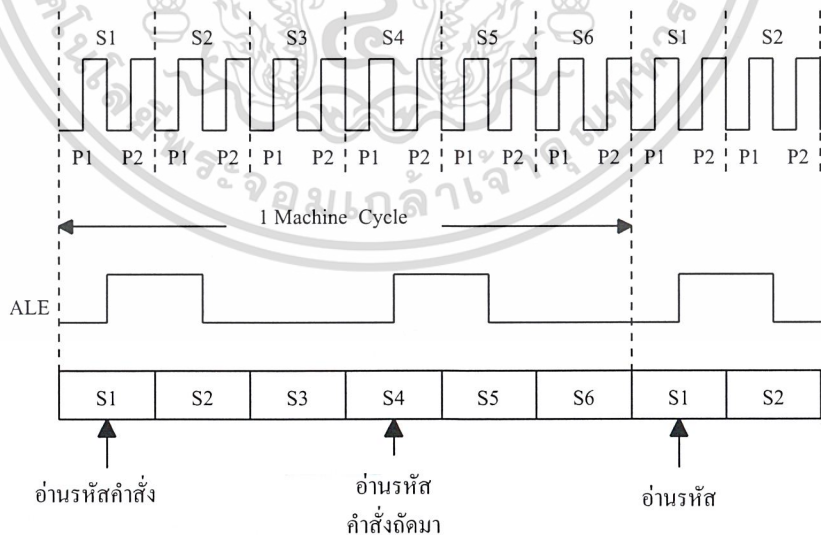 S1 S2 S3 S4 S5 S6 S1 S2
P1 P2 P1 P2 P1 P2 P1 P2 P1 P2 P1 P2 P1 P2 P1 P2
1 Machine Cycle
ALE
S1 S2 S3 S4 S5 S6 S1 S2
อ่านรหัสคำสั่ง
อ่านรหัส
คำสั่งถัดมา
อ่านรหัส